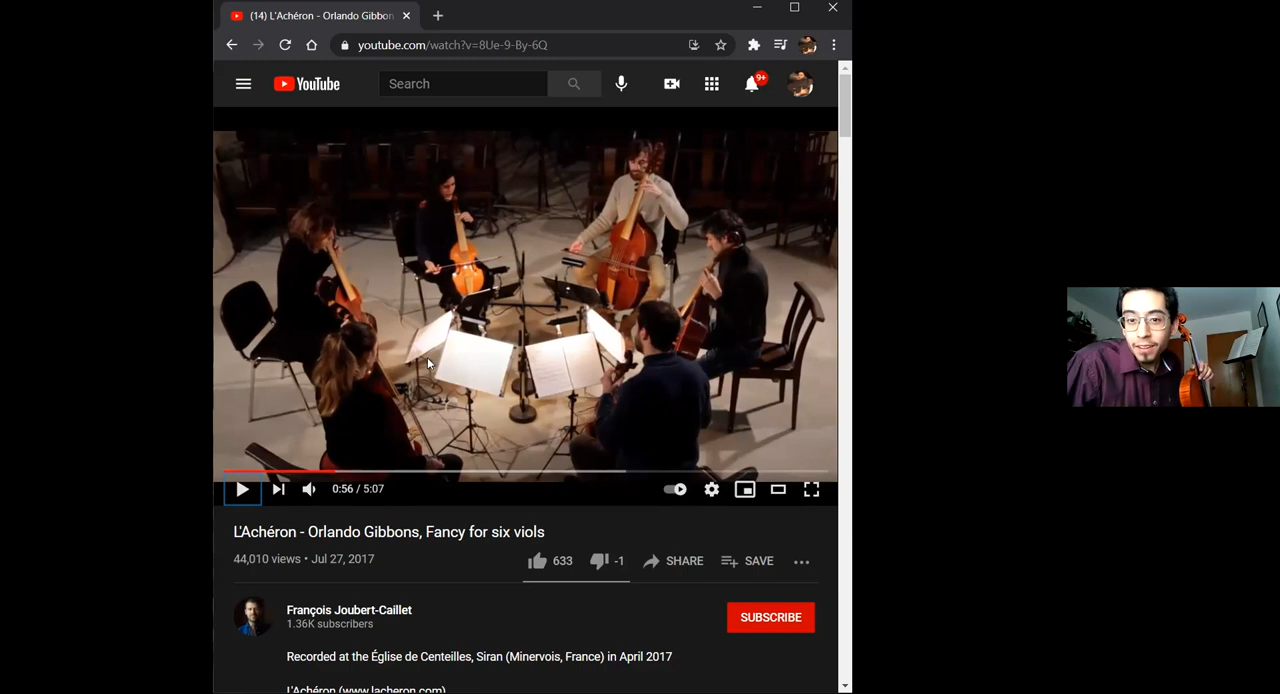 (14) L'Achéron - Orlando Gibbon
youtube.com/watch?v=8Ue-9-By-6Q
YouTube
Search
9+
0:56 / 5:07
L'Achéron - Orlando Gibbons, Fancy for six viols
44,010 views • Jul 27, 2017
633
-1
SHARE
SAVE
François Joubert-Caillet
1.36K subscribers
SUBSCRIBE
Recorded at the Église de Centeilles, Siran (Minervois, France) in April 2017
L'Achéron (www.lacheron.com)